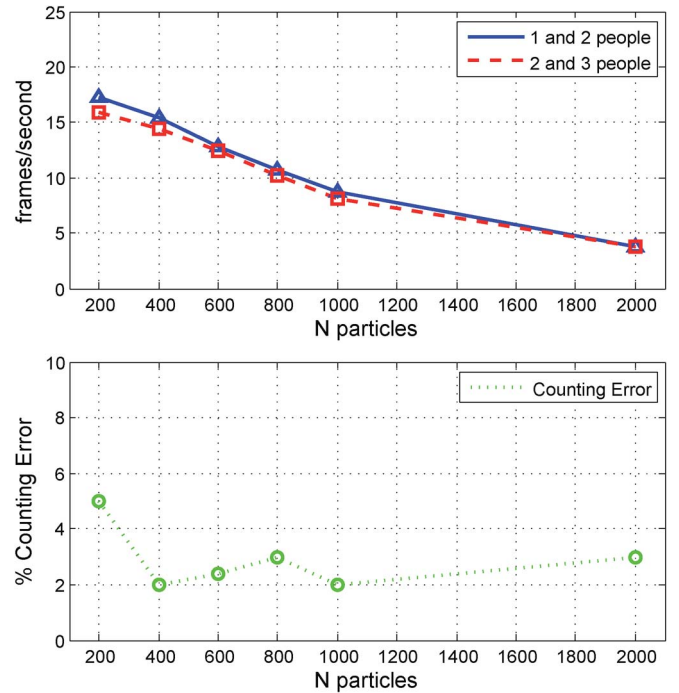 25
20
15
10
5
0
frames/second
1 and 2 people
2 and 3 people
200 400 600 800 1000 1200 1400 1600 1800 2000
N particles
10
8
6
4
2
0
% Counting Error
Counting Error
200 400 600 800 1000 1200 1400 1600 1800 2000
N particles